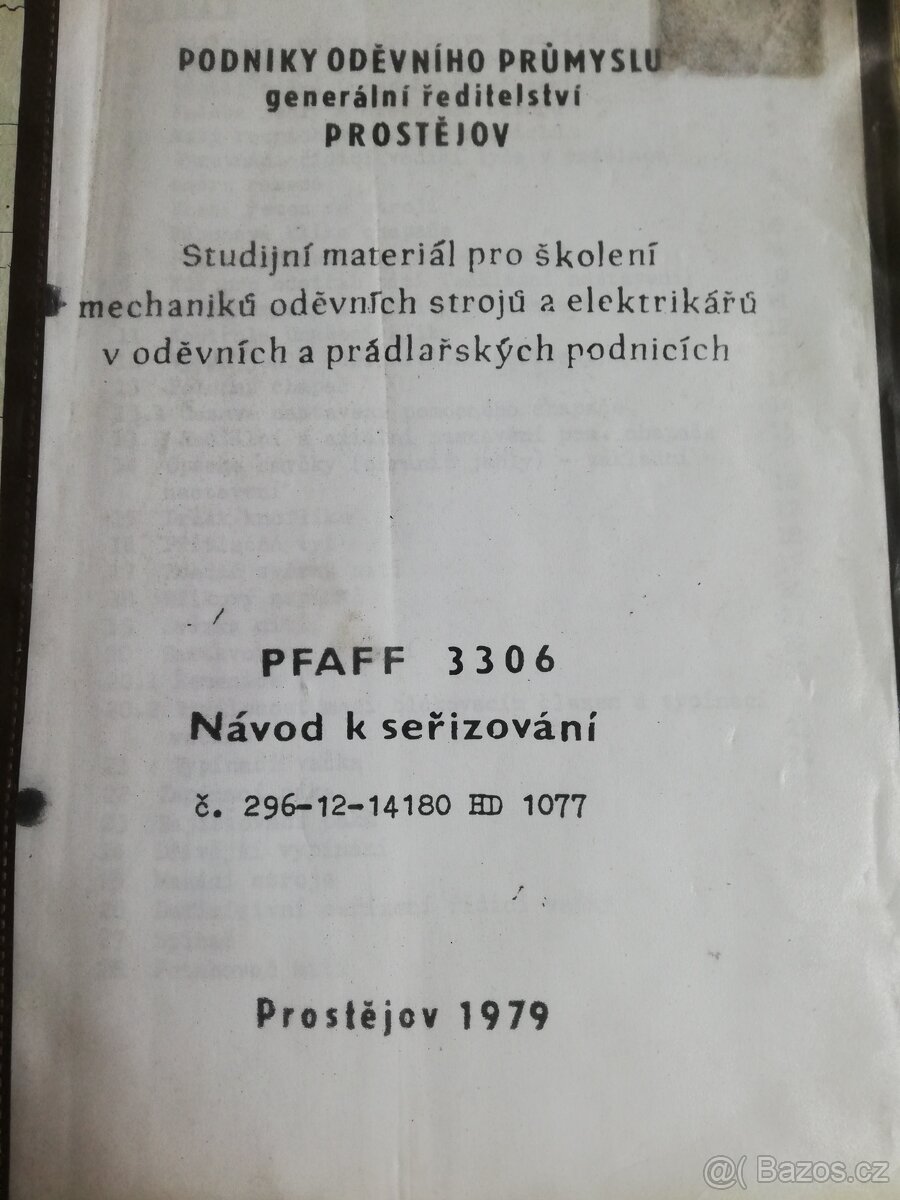 PODNIKY ODĚVNÍHO PRŮMYSLU
generální ředitelství
PROSTĚJOV
Studijní materiál pro školení
mechaniků oděvních strojů a elektrikářů
v oděvních a prádlařských podnicích
PFAFF 3306
Návod k seřizování
č. 296-12-14180 HD 1077
Prostějov 1979
@( Bazos.cz